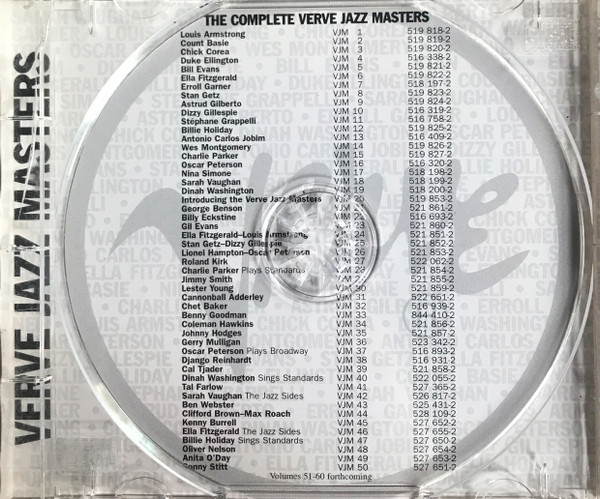 THE COMPLETE VERVE JAZZ MASTERS
Louis Armstrong VJM 1 519 818-2
Count Basie VJM 2 519 819-2
Chick Corea VJM 3 519 820-2
Duke Ellington VJM 4 516 338-2
Bill Evans VJM 5 519 821-2
Ella Fitzgerald VJM 6 519 822-2
Erroll Garner VJM 7 518 197-2
Stan Getz VJM 8 519 823-2
Astrud Gilberto VJM 9 519 824-2
Dizzy Gillespie VJM 10 516 319-2
Stéphane Grappelli VJM 11 516 758-2
Billie Holiday VJM 12 519 825-2
Antonio Carlos Jobim VJM 13 516 409-2
Wes Montgomery VJM 14 519 826-2
Charlie Parker VJM 15 519 827-2
Oscar Peterson VJM 16 516 320-2
Nina Simone VJM 17 518 198-2
Sarah Vaughan VJM 18 518 199-2
Dinah Washington VJM 19 518 200-2
Introducing the Verve Jazz Masters VJM 20 519 853-2
George Benson VJM 21 521 861-2
Billy Eckstine VJM 22 516 693-2
Gil Evans VJM 23 521 860-2
Ella Fitzgerald–Louis Armstrong VJM 24 521 851-2
Stan Getz–Dizzy Gillespie VJM 25 521 852-2
Lionel Hampton–Oscar Peterson VJM 26 521 853-2
Roland Kirk VJM 27 522 062-2
Charlie Parker Plays Standards VJM 28 521 854-2
Jimmy Smith VJM 29 521 855-2
Lester Young VJM 30 521 859-2
Cannonball Adderley VJM 31 522 651-2
Chet Baker VJM 32 516 939-2
Benny Goodman VJM 33 844 410-2
Coleman Hawkins VJM 34 521 856-2
Johnny Hodges VJM 35 521 857-2
Gerry Mulligan VJM 36 523 342-2
Oscar Peterson Plays Broadway VJM 37 516 893-2
Django Reinhardt VJM 38 516 931-2
Cal Tjader VJM 39 521 858-2
Dinah Washington Sings Standards VJM 40 522 055-2
Tal Farlow VJM 41 527 365-2
Sarah Vaughan The Jazz Sides VJM 42 526 817-2
Ben Webster VJM 43 525 431-2
Clifford Brown–Max Roach VJM 44 528 109-2
Kenny Burrell VJM 45 527 652-2
Ella Fitzgerald The Jazz Sides VJM 46 527 655-2
Billie Holiday Sings Standards VJM 47 527 650-2
Oliver Nelson VJM 48 527 654-2
Anita O'Day VJM 49 527 653-2
Sonny Stitt VJM 50 527 651-2
Volumes 51-60 forthcoming
VERVE JAZZ MASTERS
Verve